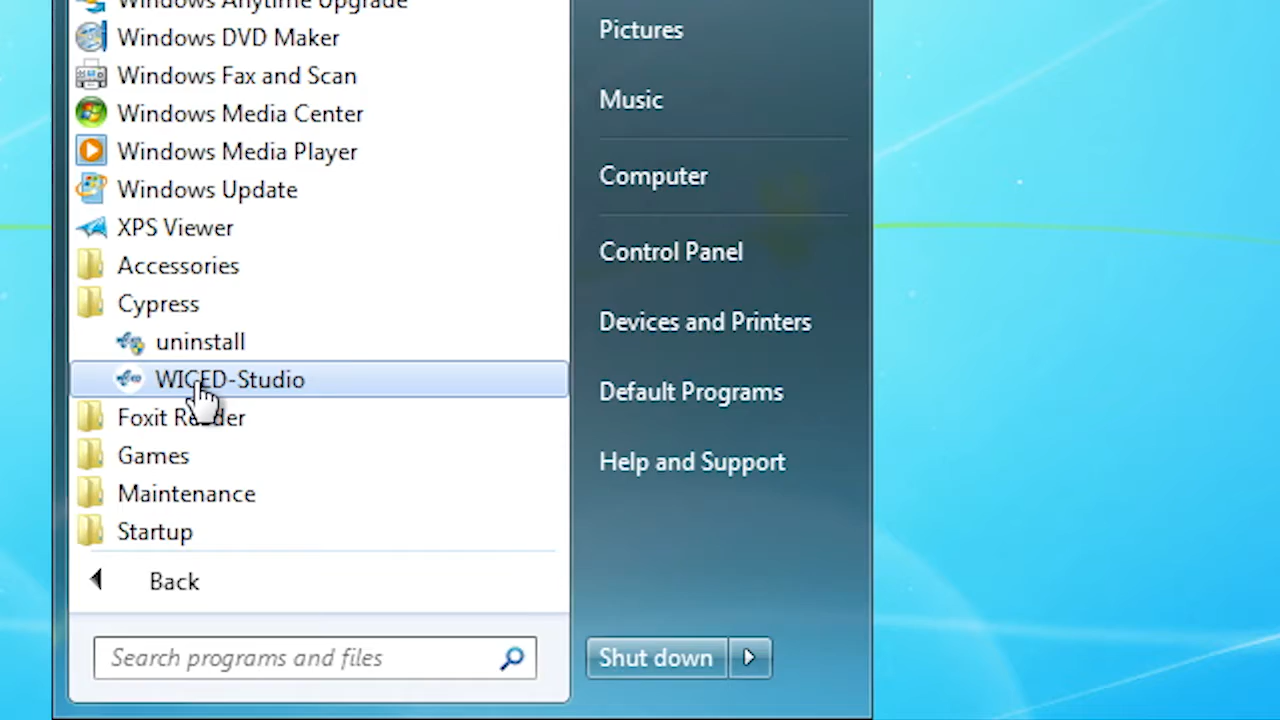 Windows Anytime Upgrade
Windows DVD Maker
Windows Fax and Scan
Windows Media Center
Windows Media Player
Windows Update
XPS Viewer
Accessories
Cypress
uninstall
WICED-Studio
Foxit Reader
Games
Maintenance
Startup
Back
Search programs and files
Pictures
Music
Computer
Control Panel
Devices and Printers
Default Programs
Help and Support
Shut down